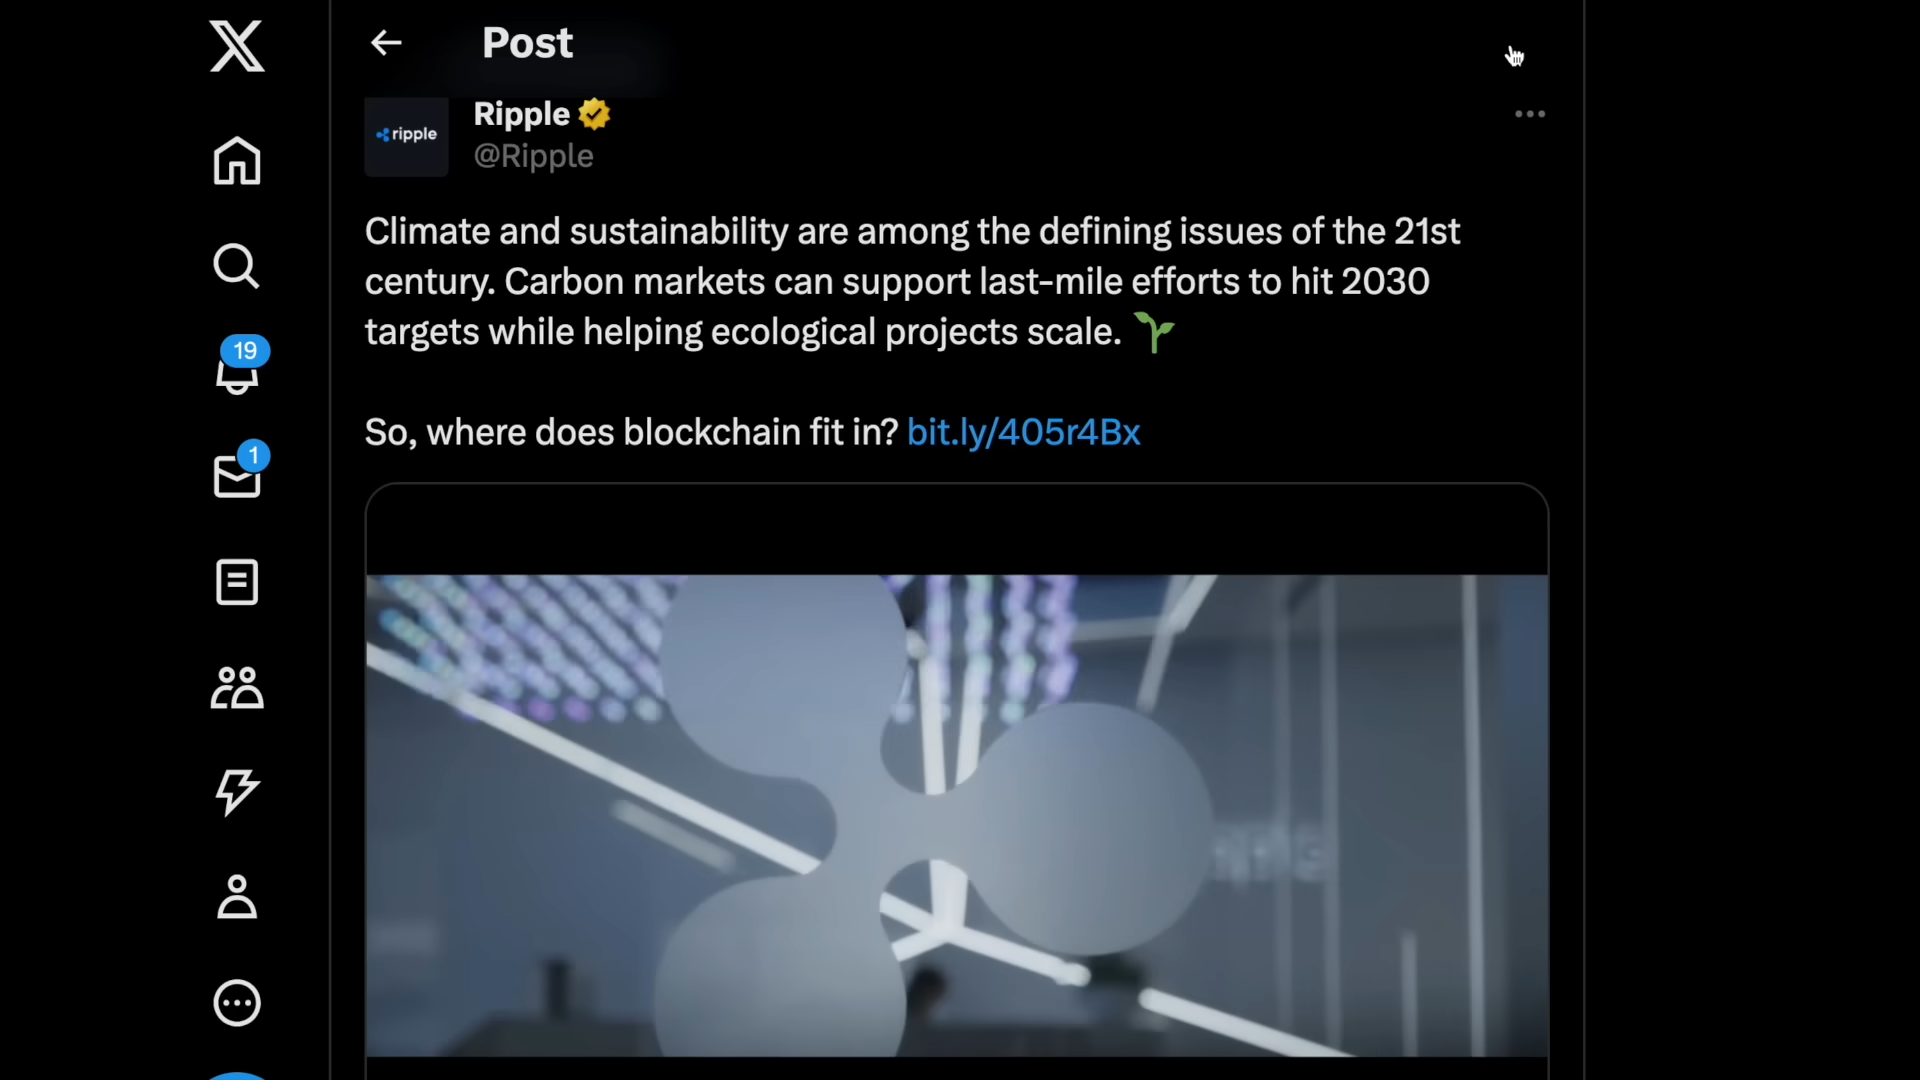 Post
ripple
Ripple
@Ripple
Climate and sustainability are among the defining issues of the 21st
century. Carbon markets can support last-mile efforts to hit 2030
targets while helping ecological projects scale.
So, where does blockchain fit in? bit.ly/405r4Bx
19
1